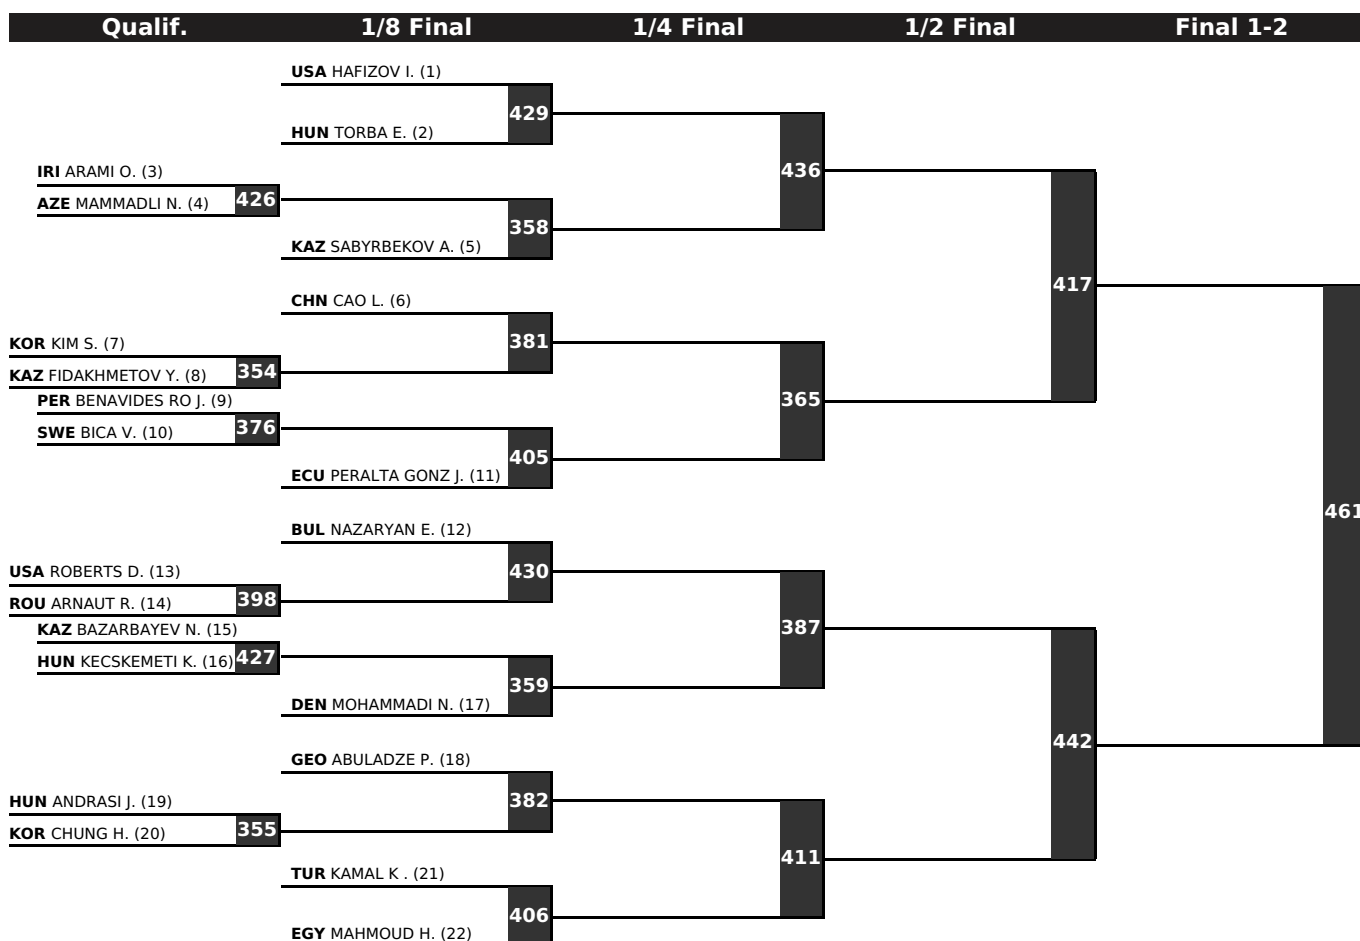 Qualif. 1/8 Final 1/4 Final 1/2 Final Final 1-2
USA HAFIZOV I. (1)
429
HUN TORBA E. (2)
IRI ARAMI O. (3)
436
AZE MAMMADLI N. (4) 426
358
KAZ SABYRBEKOV A. (5)
417
CHN CAO L. (6)
381
KOR KIM S. (7)
KAZ FIDAKHMETOV Y. (8) 354
PER BENAVIDES RO J. (9)
365
SWE BICA V. (10) 376
405
ECU PERALTA GONZ J. (11)
461
BUL NAZARYAN E. (12)
USA ROBERTS D. (13)
430
ROU ARNAUT R. (14) 398
KAZ BAZARBAYEV N. (15)
387
HUN KECSKEMETI K. (16) 427
359
DEN MOHAMMADI N. (17)
442
GEO ABULADZE P. (18)
HUN ANDRASI J. (19)
382
KOR CHUNG H. (20) 355
411
TUR KAMAL K . (21)
406
EGY MAHMOUD H. (22)